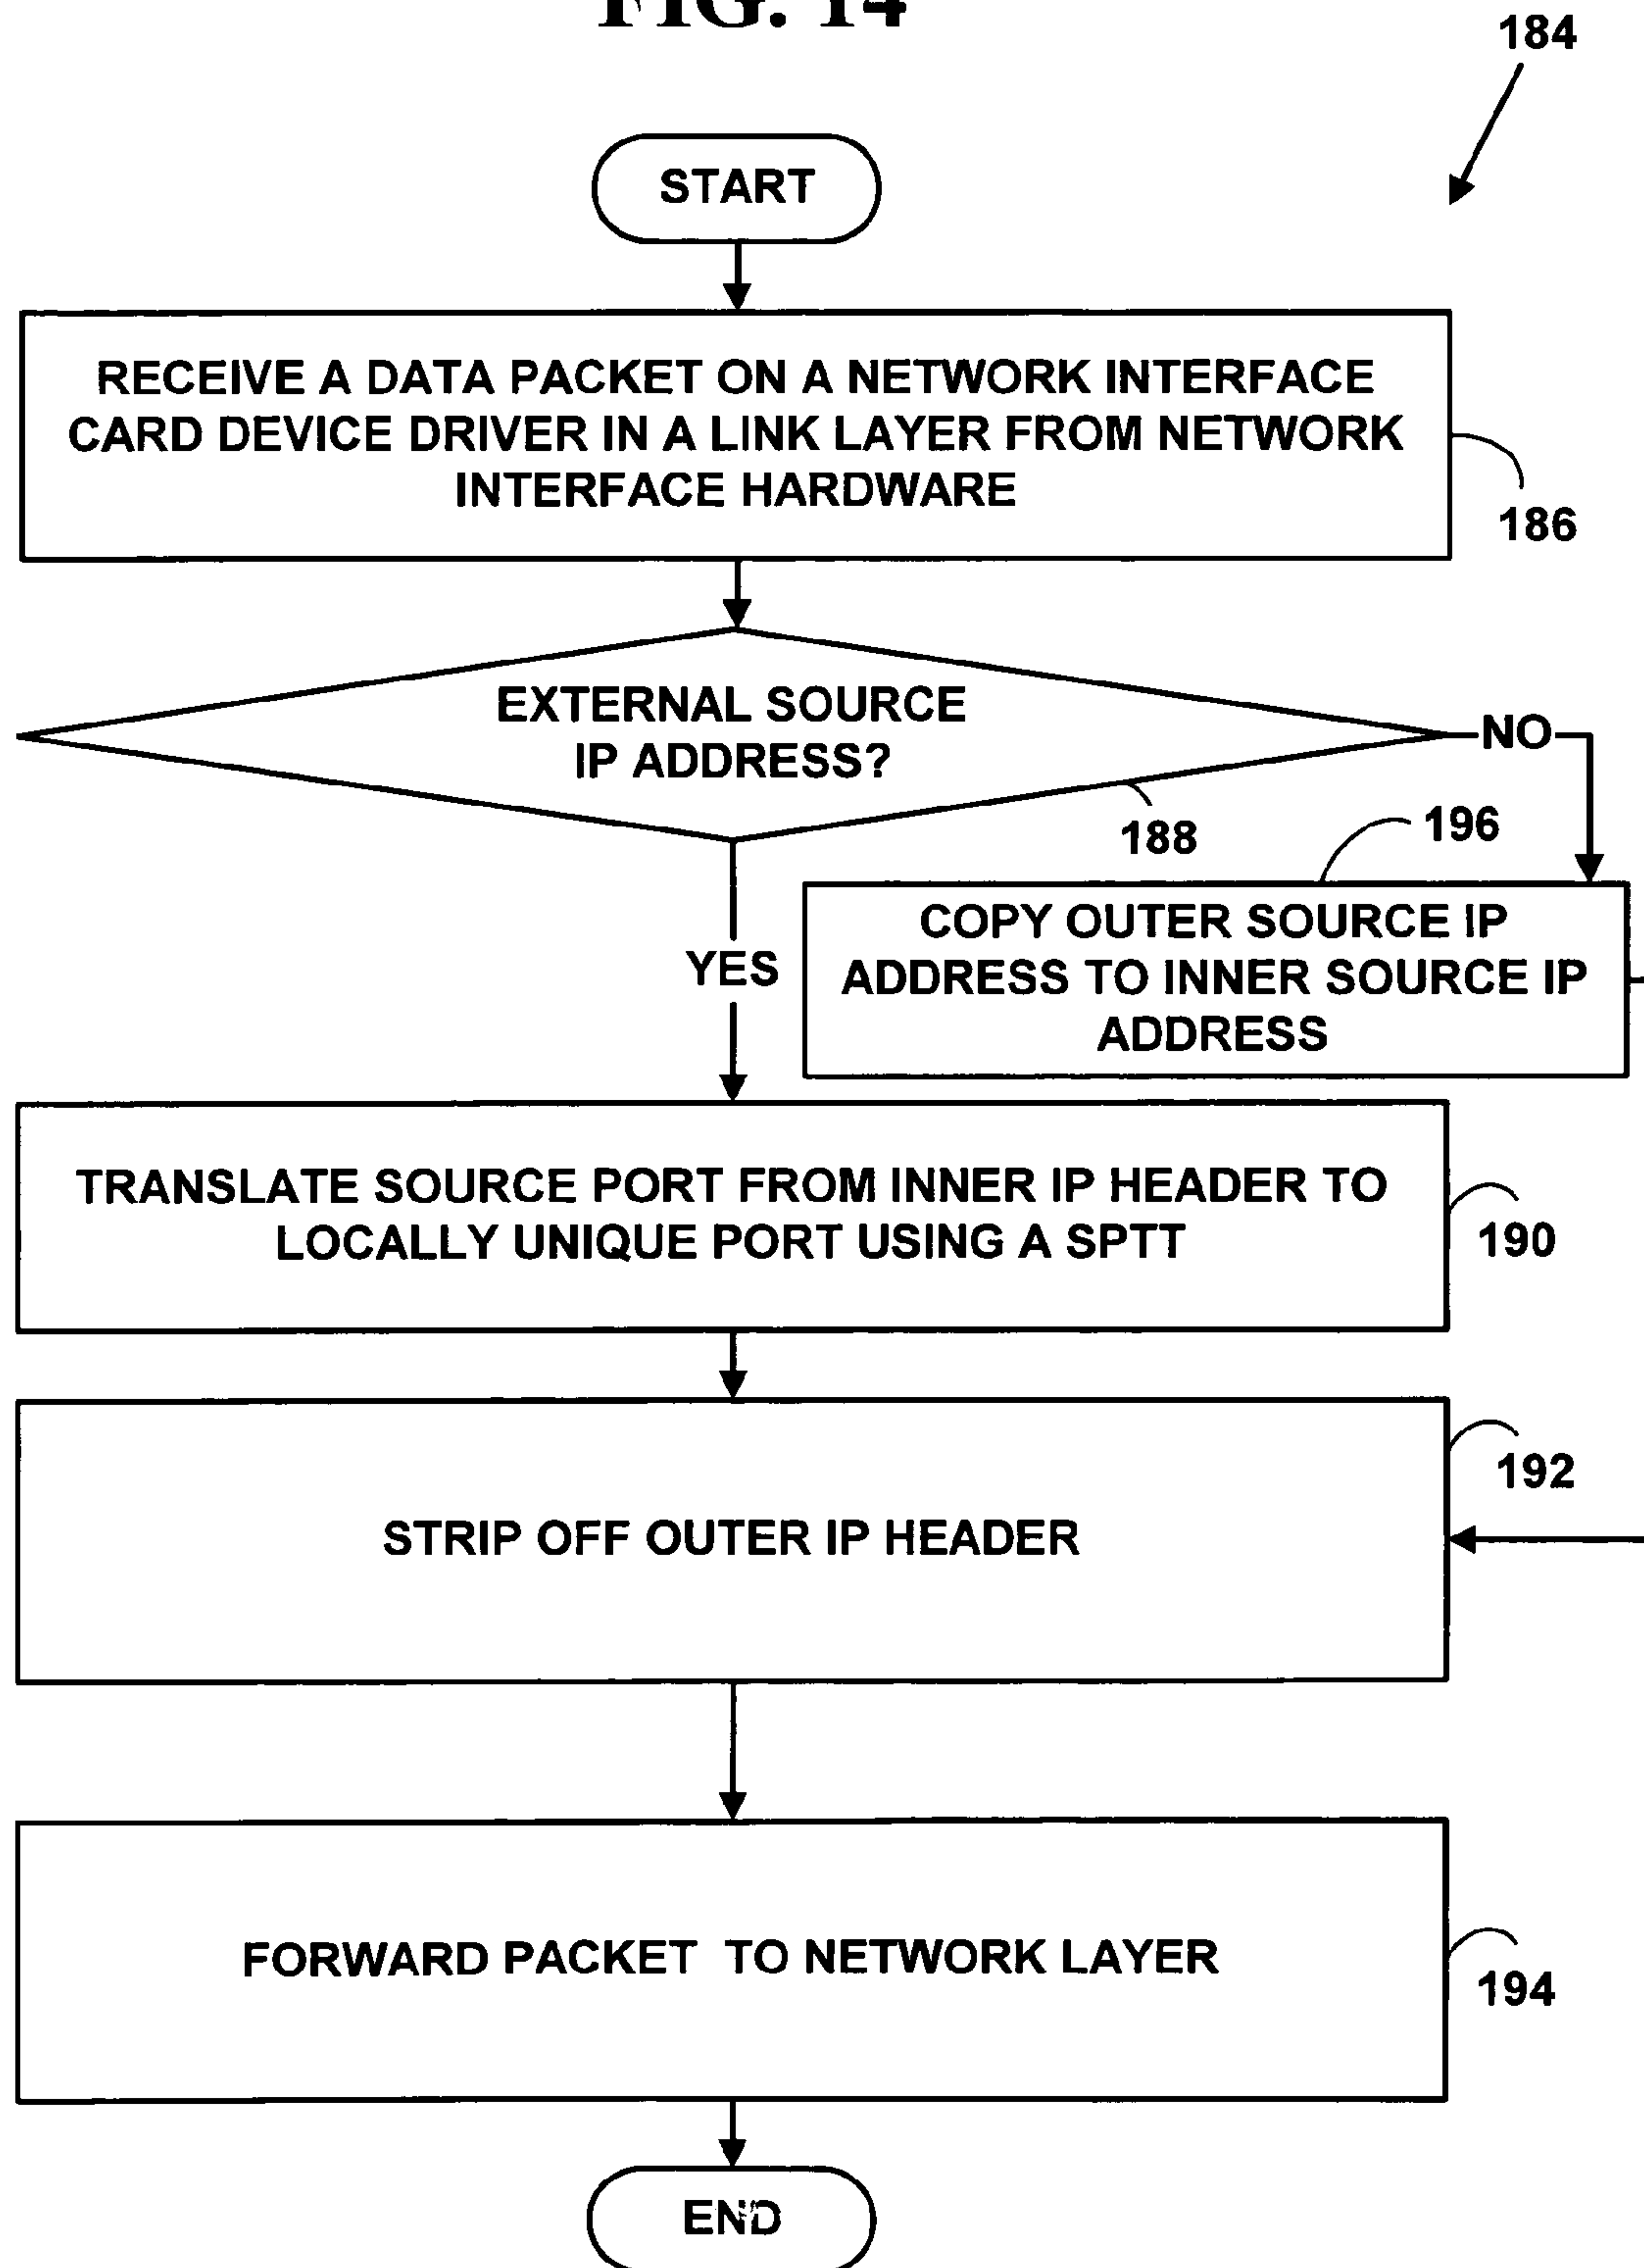 FIG. 14
184
START
RECEIVE A DATA PACKET ON A NETWORK INTERFACE
CARD DEVICE DRIVER IN A LINK LAYER FROM NETWORK
INTERFACE HARDWARE
186
EXTERNAL SOURCE
IP ADDRESS?
NO
188
196
COPY OUTER SOURCE IP
ADDRESS TO INNER SOURCE IP
ADDRESS
YES
TRANSLATE SOURCE PORT FROM INNER IP HEADER TO
LOCALLY UNIQUE PORT USING A SPTT
190
192
STRIP OFF OUTER IP HEADER
FORWARD PACKET TO NETWORK LAYER
194
END